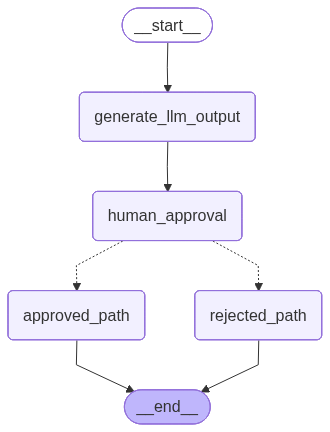 __start__
generate_llm_output
human_approval
approved_path
rejected_path
__end__